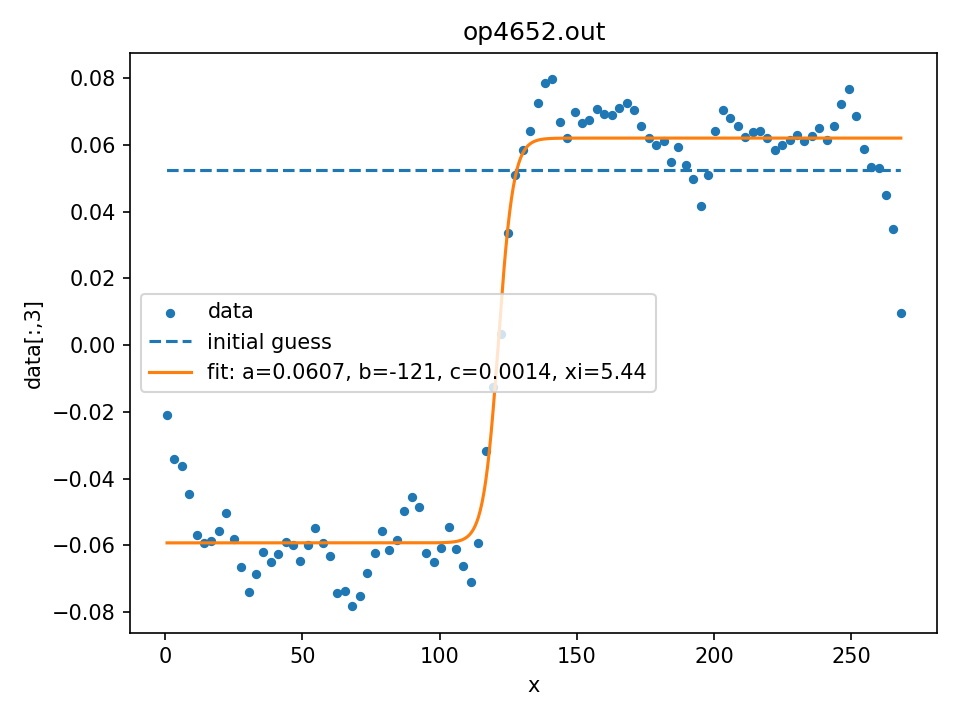 op4652.out
0.08
0.06
0.04
0.02
0.00
−0.02
−0.04
−0.06
−0.08
data[:,3]
data
initial guess
fit: a=0.0607, b=-121, c=0.0014, xi=5.44
0 50 100 150 200 250
x